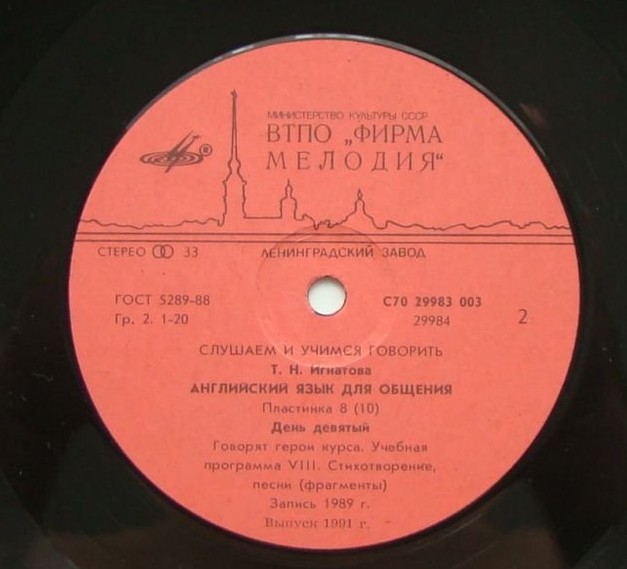 МИНИСТЕРСТВО КУЛЬТУРЫ СССР
ВТПО „ФИРМА
МЕЛОДИЯ“
®
СТЕРЕО 33 ЛЕНИНГРАДСКИЙ ЗАВОД
ГОСТ 5289-88 С70 29983 003
Гр. 2. 1-20 29984 2
СЛУШАЕМ И УЧИМСЯ ГОВОРИТЬ
Т. Н. Игнатова
АНГЛИЙСКИЙ ЯЗЫК ДЛЯ ОБЩЕНИЯ
Пластинка 8 (10)
День девятый
Говорят герои курса. Учебная
программа VIII. Стихотворение,
песни (фрагменты)
Запись 1989 г.
Выпуск 1991 г.